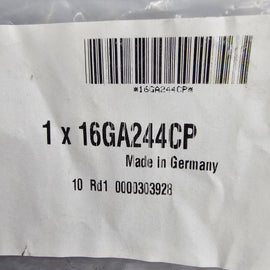 *16GA244CP*
1 x 16GA244CP
Made in Germany
10 Rd1 0000303928